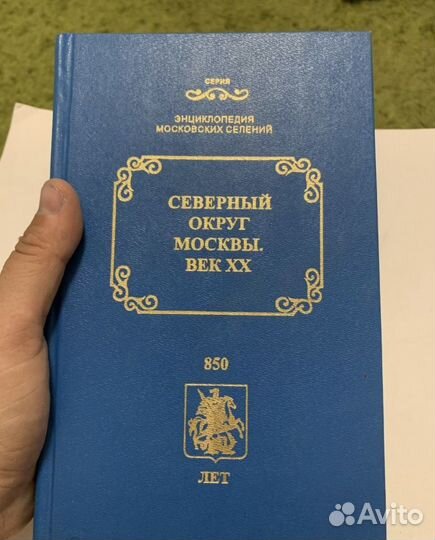 СЕРИЯ
ЭНЦИКЛОПЕДИЯ
МОСКОВСКИХ СЕЛЕНИЙ
СЕВЕРНЫЙ
ОКРУГ
МОСКВЫ.
ВЕК XX
850
ЛЕТ
Avito